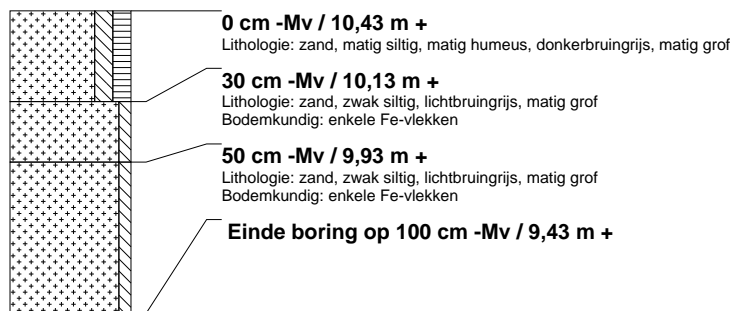 0 cm -Mv / 10,43 m +
Lithologie: zand, matig siltig, matig humeus, donkerbruingrijs, matig grof
30 cm -Mv / 10,13 m +
Lithologie: zand, zwak siltig, lichtbruingrijs, matig grof
Bodemkundig: enkele Fe-vlekken
50 cm -Mv / 9,93 m +
Lithologie: zand, zwak siltig, lichtbruingrijs, matig grof
Bodemkundig: enkele Fe-vlekken
Einde boring op 100 cm -Mv / 9,43 m +